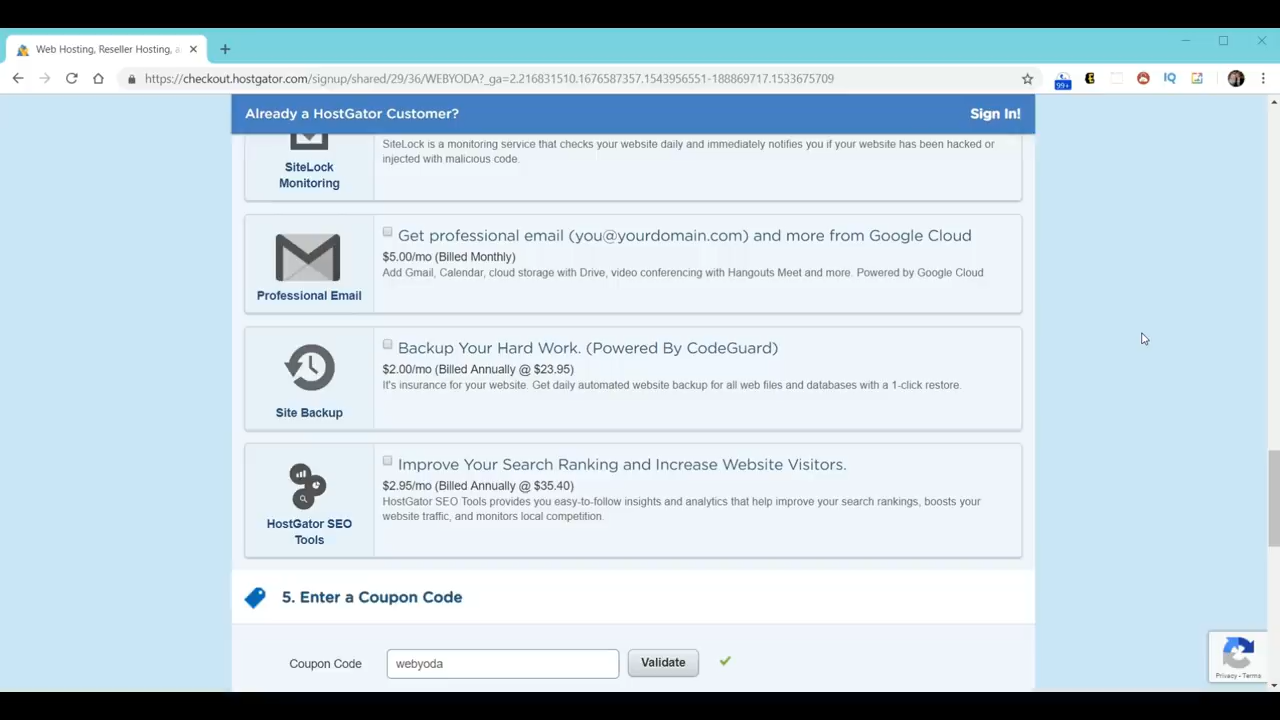 Web Hosting, Reseller Hosting, a
https://checkout.hostgator.com/signup/shared/29/36/WEBYODA?_ga=2.216831510.1676587357.1543956551-188869717.1533675709
99+
IQ
Already a HostGator Customer?
Sign In!
SiteLock is a monitoring service that checks your website daily and immediately notifies you if your website has been hacked or
injected with malicious code.
SiteLock
Monitoring
Get professional email (you@yourdomain.com) and more from Google Cloud
$5.00/mo (Billed Monthly)
Add Gmail, Calendar, cloud storage with Drive, video conferencing with Hangouts Meet and more. Powered by Google Cloud
Professional Email
Backup Your Hard Work. (Powered By CodeGuard)
$2.00/mo (Billed Annually @ $23.95)
It's insurance for your website. Get daily automated website backup for all web files and databases with a 1-click restore.
Site Backup
Improve Your Search Ranking and Increase Website Visitors.
$2.95/mo (Billed Annually @ $35.40)
HostGator SEO Tools provides you easy-to-follow insights and analytics that help improve your search rankings, boosts your
website traffic, and monitors local competition.
HostGator SEO
Tools
5. Enter a Coupon Code
Coupon Code
webyoda
Validate
Privacy - Terms